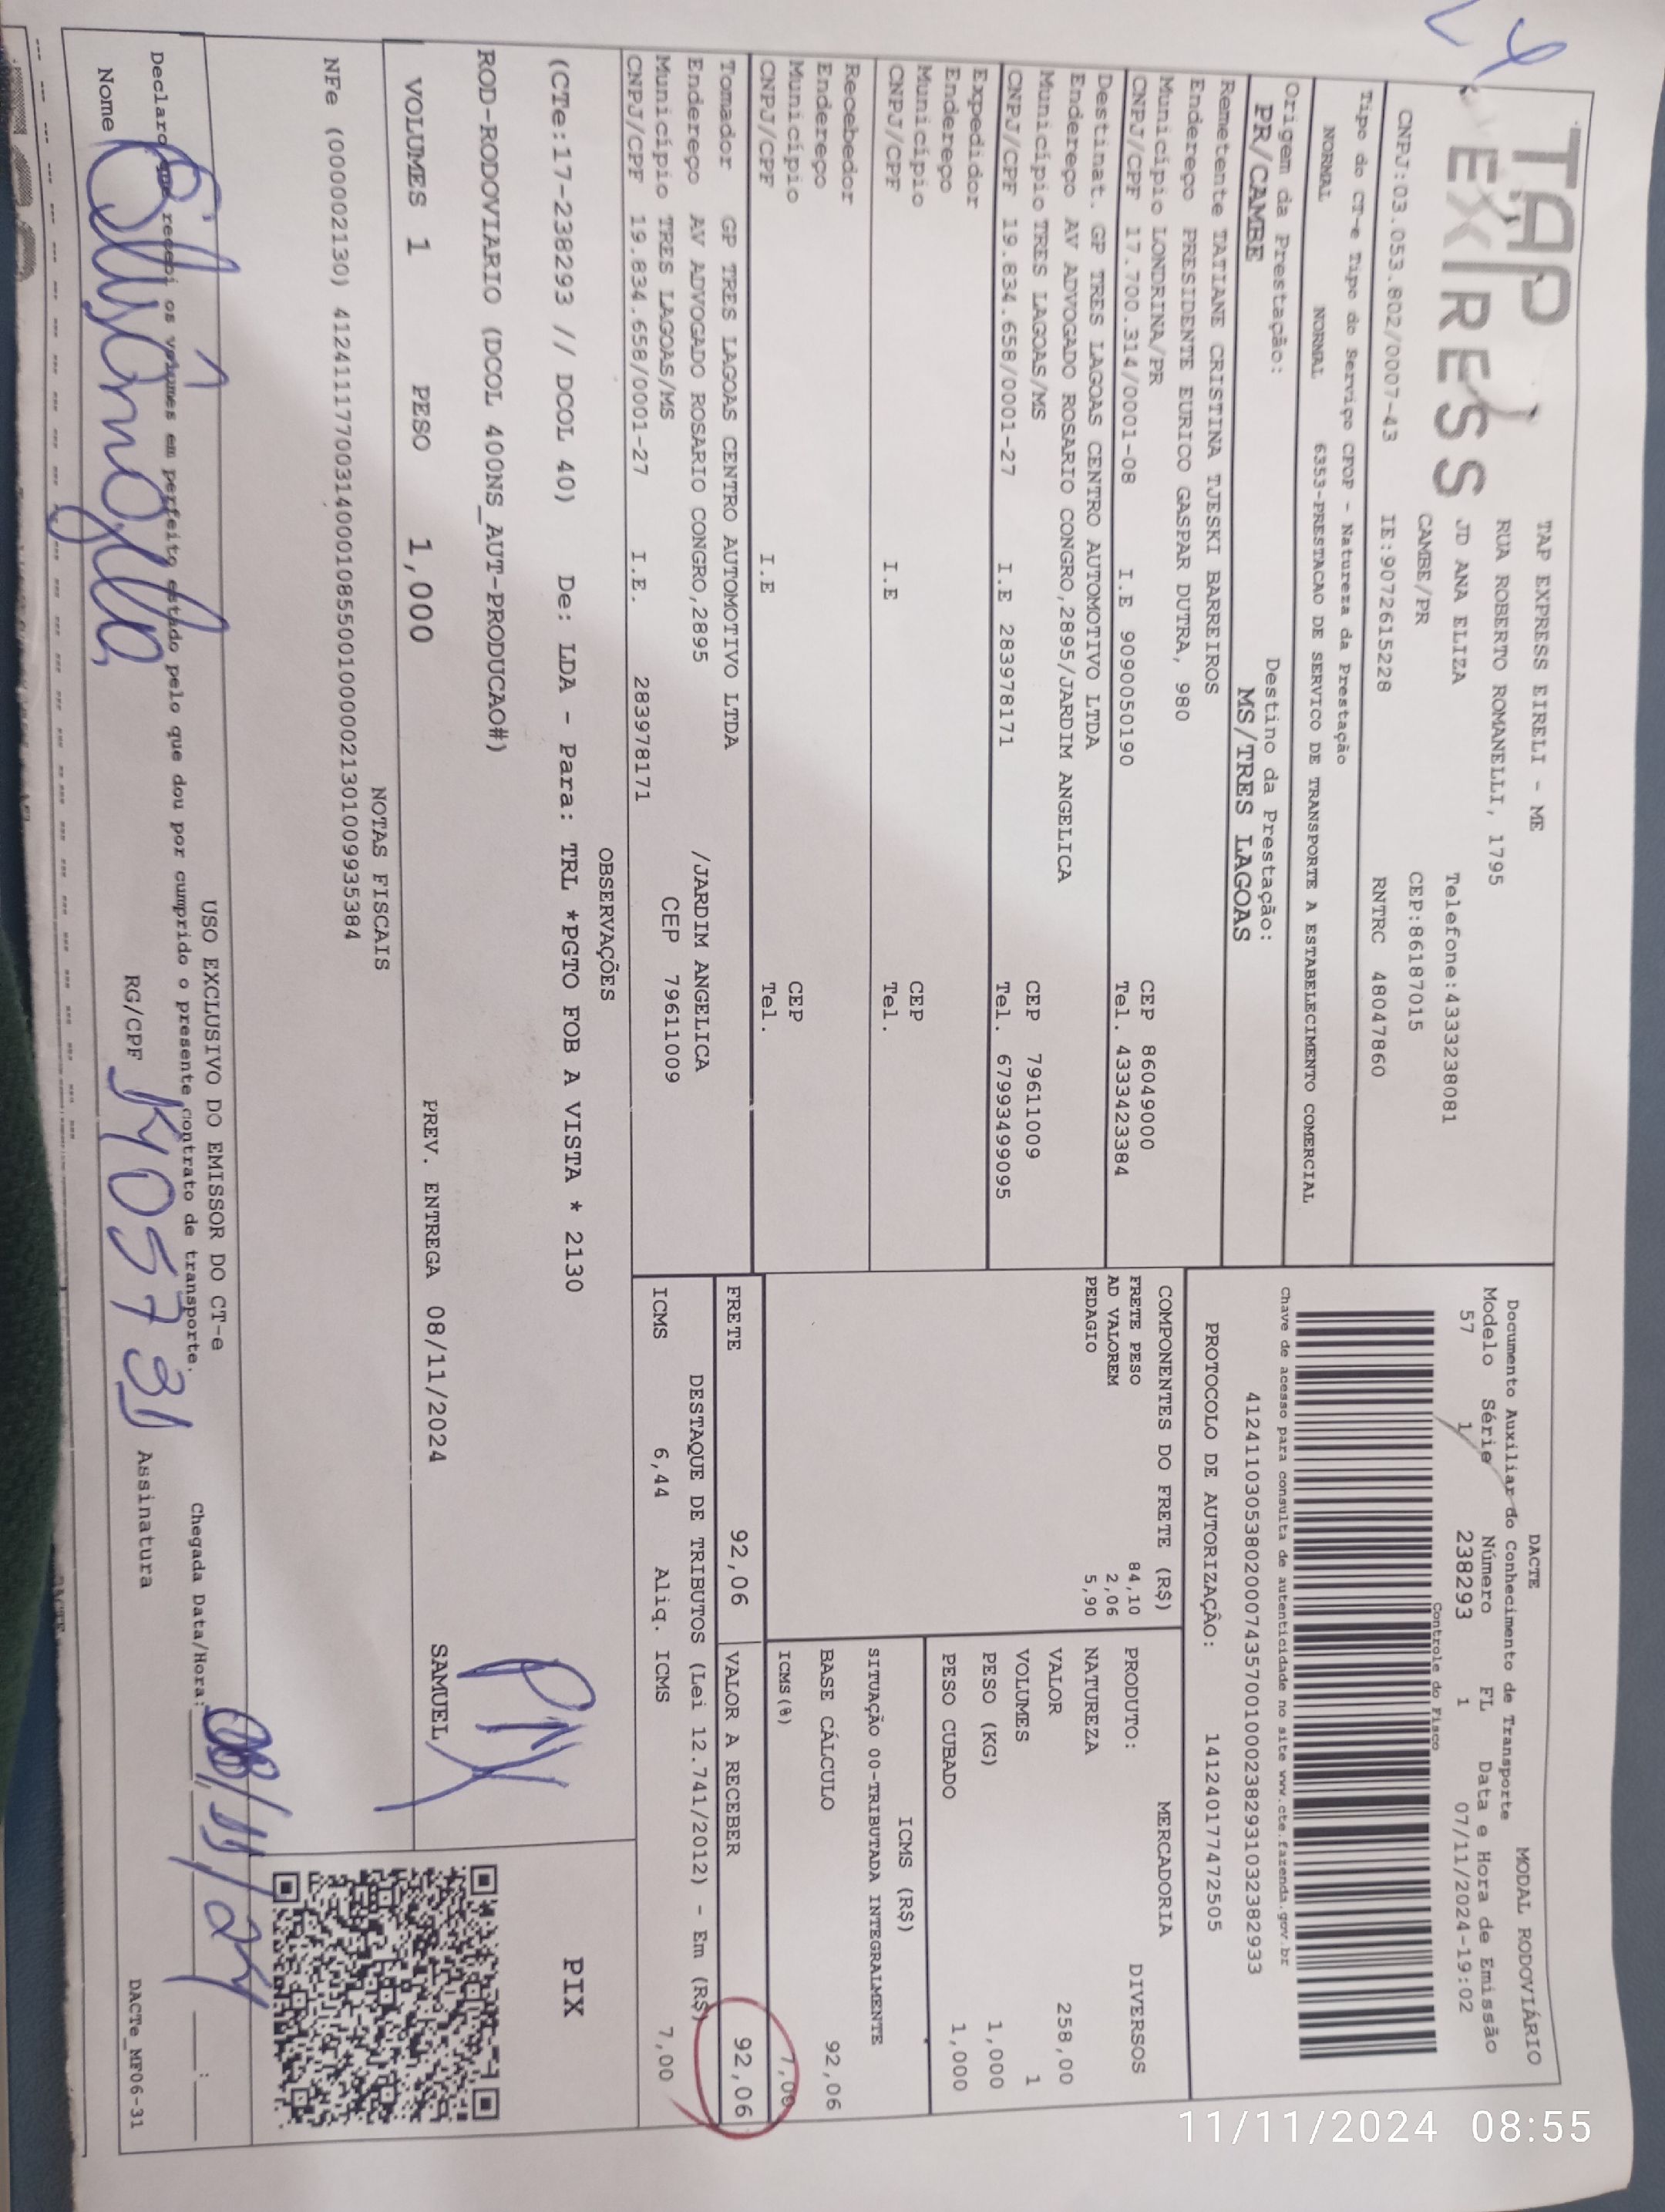 TAP
EXPRESS
TAP EXPRESS EIRELI - ME
RUA ROBERTO ROMANELLI, 1795
JD ANA ELIZA Telefone:4333238081
CAMBE/PR CEP:86187015
CNPJ:03.053.802/0007-43 IE:9072615228 RNTRC 48047860
Tipo do CT-e Tipo do Serviço CFOP - Natureza da Prestação
NORMAL NORMAL 6353-PRESTACAO DE SERVICO DE TRANSPORTE A ESTABELECIMENTO COMERCIAL
Origem da Prestação: Destino da Prestação:
PR/CAMBE MS/TRES LAGOAS
DACTE MODAL RODOVIÁRIO
Documento Auxiliar do Conhecimento de Transporte
Modelo Série Número FL Data e Hora de Emissão
57 1 238293 1 07/11/2024-19:02
Controle do Fisco
Chave de acesso para consulta de autenticidade no site www.cte.fazenda.gov.br
41241103053802000743570010002382931032382933
PROTOCOLO DE AUTORIZAÇÃO: 141240177472505
Remetente TATIANE CRISTINA TJESKI BARREIROS
Endereço PRESIDENTE EURICO GASPAR DUTRA, 980
Município LONDRINA/PR CEP 86049000
CNPJ/CPF 17.700.314/0001-08 I.E 9090050190 Tel. 4333423384
Destinat. GP TRES LAGOAS CENTRO AUTOMOTIVO LTDA
Endereço AV ADVOGADO ROSARIO CONGRO,2895/JARDIM ANGELICA
Município TRES LAGOAS/MS CEP 79611009
CNPJ/CPF 19.834.658/0001-27 I.E 283978171 Tel. 67993499095
Expedidor
Endereço
Município CEP
CNPJ/CPF I.E Tel.
Recebedor
Endereço
Município CEP
CNPJ/CPF I.E Tel.
Tomador GP TRES LAGOAS CENTRO AUTOMOTIVO LTDA
Endereço AV ADVOGADO ROSARIO CONGRO,2895 /JARDIM ANGELICA
Município TRES LAGOAS/MS CEP 79611009
CNPJ/CPF 19.834.658/0001-27 I.E. 283978171
COMPONENTES DO FRETE (R$)
FRETE PESO 84,10
AD VALOREM 2,06
PEDAGIO 5,90
MERCADORIA
PRODUTO: DIVERSOS
NATUREZA
VALOR 258,00
VOLUMES 1
PESO (KG) 1,000
PESO CUBADO 1,000
ICMS (R$)
SITUAÇÃO 00-TRIBUTADA INTEGRALMENTE
BASE CÁLCULO 92,06
ICMS(%) 7,00
FRETE 92,06 VALOR A RECEBER 92,06
DESTAQUE DE TRIBUTOS (Lei 12.741/2012) - Em (R$)
ICMS 6,44 Aliq. ICMS 7,00
OBSERVAÇÕES
(CTe:17-238293 // DCOL 40) De: LDA - Para: TRL *PGTO FOB A VISTA * 2130
ROD-RODOVIARIO (DCOL 400NS_AUT-PRODUCAO#)
PIX
PIX
VOLUMES 1 PESO 1,000 PREV. ENTREGA 08/11/2024 SAMUEL
NOTAS FISCAIS
NFe (000002130) 41241117700314000108550010000021301009935384
USO EXCLUSIVO DO EMISSOR DO CT-e
Declaro que recebi os volumes em perfeito estado pelo que dou por cumprido o presente contrato de transporte.
Chegada Data/Hora: 08/11/24 :
Nome RG/CPF Assinatura
DACTe_MF06-31
11/11/2024 08:55